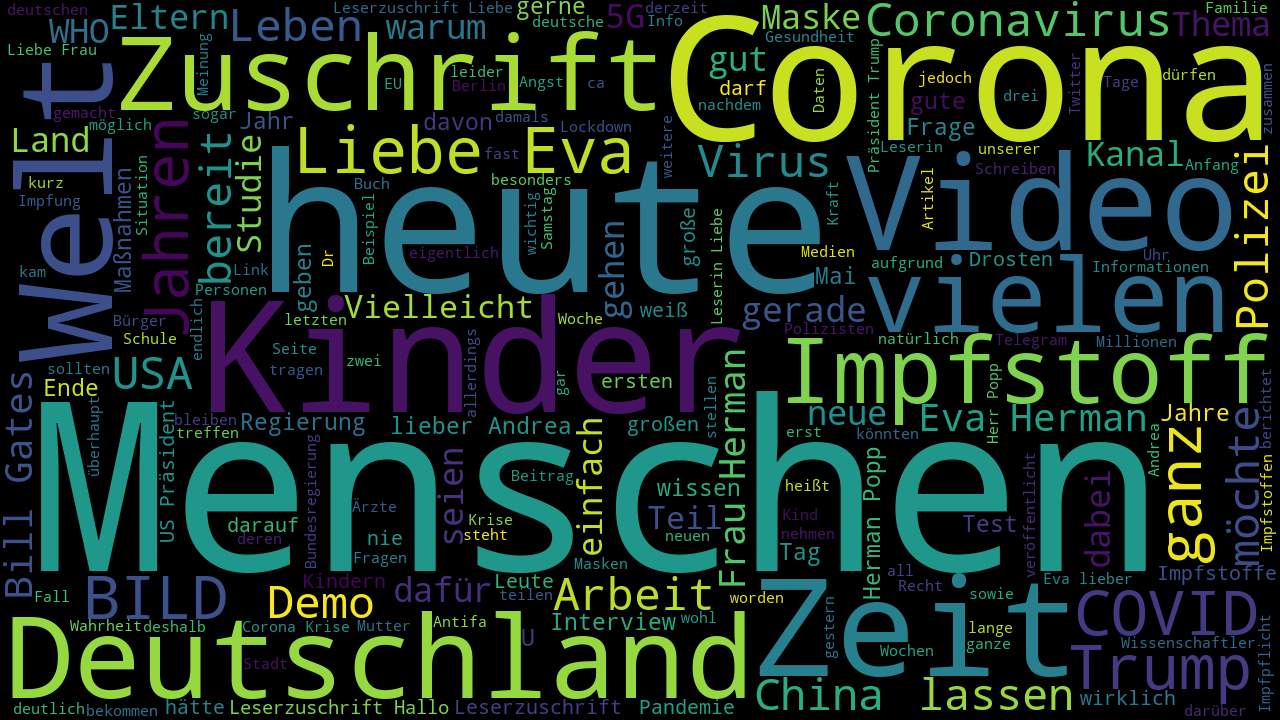 WHO
Eltern
Leben
Leserzuschrift Liebe
warum
gerne
deutsche
5G
Info
derzeit
Maske
Coronavirus
Familie
Thema
deutschen
Liebe Frau
Meinung
Zuschrift
EU
leider
Berlin
Angst
ca
Corona
gut
Gesundheit
darf
nachdem
Daten
Präsident Trump
jedoch
gute
drei
Twitter
Tage
dürfen
zusammen
Welt
gemacht
möglich
sogar
Jahr
davon
damals
Lockdown
weitere
Frage
Leserin
unserer
Land
Jahren
bereit
Studie
Liebe
Eva
fast
Virus
Kanal
Anfang
Schreiben
kurz
Impfung
Situation
Maßnahmen
heute
Buch
besonders
Beispiel
eigentlich
wichtig
Samstag
gehen
große
Leserin Liebe
Kraft
Video
Artikel
Polizei
kam
Link
geben
Dr
Medien
Mai
aufgrund
Drosten
Uhr
Informationen
Personen
Bürger
Schule
endlich
Vielleicht
letzten
Woche
weiß
gerade
Polizisten
vielen
natürlich
Telegram
Millionen
Kinder
Seite
tragen
zwei
allerdings
gar
ersten
sollten
USA
Ende
Impfstoff
Herr Popp
berichtet
Bill Gates
überhaupt
US Präsident
bleiben
treffen
Regierung
lieber
Andrea
großen
stellen
Frau Herman
neue
erst
könnten
Eva Herman
Jahre
Andrea
ganz
möchte
Impfstoffen
Menschen
Bundesregierung
Ärzte
seien
Beitrag
einfach
wissen
heißt
Herman Popp
veröffentlicht
dabei
darauf
deren
nie
Fragen
Krise
steht
Teil
neuen
Kind
nehmen
Test
Tag
Masken
Fall
BILD
Demo
Kindern
dafür
Leute
teilen
Arbeit
worden
all
Recht
Eva lieber
sowie
Impfstoffe
Deutschland
Wahrheit
deshalb
Corona Krise
Mutter
Antifa
U
Interview
wohl
Zeit
gestern
Wochen
lange
ganze
COVID
Wissenschaftler
Impfpflicht
Trump
Stadt
deutlich
bekommen
hätte
Leserzuschrift Hallo
Leserzuschrift
Pandemie
China
lassen
wirklich
darüber